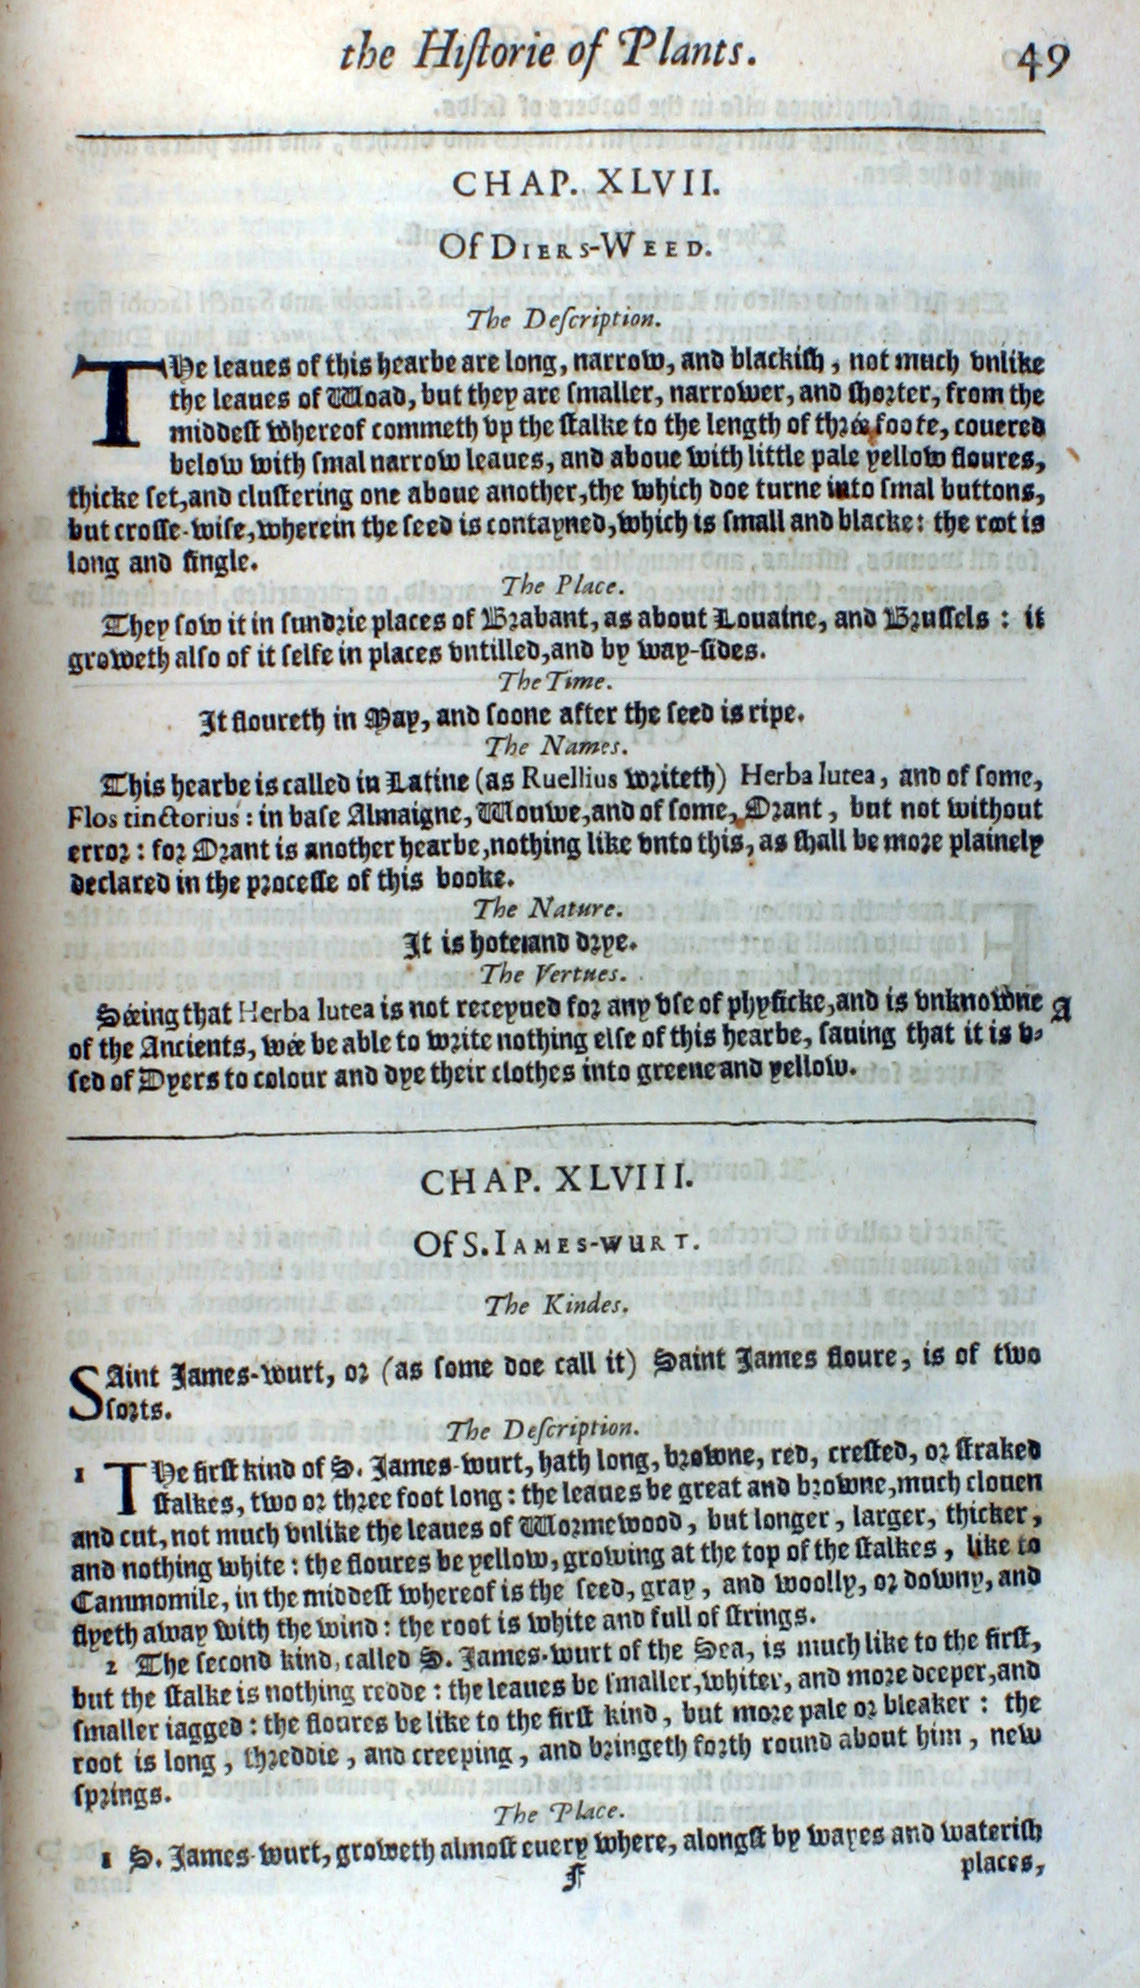 the Hiſtorie of Plants. 49
CHAP. XLVII.
Of DIERS-WEED.
The Deſcription.
THe leaues of this hearbe are long, narrow, and blackiſh, not much vnlike
the leaues of Woad, but they are ſmaller, narrower, and ſhorter, from the
middeſt whereof commeth vp the ſtalke to the length of thrée foote, couered
below with ſmal narrow leaues, and aboue with little pale yellow floures,
thicke ſet, and cluſtering one aboue another, the which doe turne into ſmal buttons,
but croſſe-wiſe, wherein the ſeed is contayned, which is ſmall and blacke: the root is
long and ſingle.
The Place.
They ſow it in ſundrie places of Brabant, as about Louaine, and Bruſſels: it
groweth alſo of it ſelfe in places vntilled, and by way-ſides.
The Time.
It floureth in May, and ſoone after the ſeed is ripe.
The Names.
This hearbe is called in Latine (as Ruellius writeth) Herba lutea, and of ſome,
Flos tinctorius: in baſe Almaigne, Wouwe, and of ſome, Orant, but not without
error: for Orant is another hearbe, nothing like vnto this, as ſhall be more plainely
declared in the proceſſe of this booke.
The Nature.
It is hote and drye.
The Vertues.
Séeing that Herba lutea is not receyued for any vſe of phyſicke, and is vnknowne A
of the Ancients, wée be able to write nothing elſe of this hearbe, ſauing that it is v-
ſed of Dyers to colour and dye their clothes into greene and yellow.
CHAP. XLVIII.
Of S. IAMES-WURT.
The Kindes.
SAint James-wurt, or (as ſome doe call it) Saint James floure, is of two
ſorts.
The Deſcription.
1 THe firſt kind of S. James-wurt, hath long, browne, red, creſted, or ſtraked
ſtalkes, two or three foot long: the leaues be great and browne, much clouen
and cut, not much vnlike the leaues of Wormewood, but longer, larger, thicker,
and nothing white: the floures be yellow, growing at the top of the ſtalkes, like to
Cammomile, in the middeſt whereof is the ſeed, gray, and woolly, or downy, and
flyeth away with the wind: the root is white and full of ſtrings.
2 The ſecond kind, called S. James-wurt of the Sea, is much like to the firſt,
but the ſtalke is nothing redde: the leaues be ſmaller, whiter, and more deeper, and
ſmaller iagged: the floures be like to the firſt kind, but more pale or bleaker: the
root is long, threddie, and creeping, and bringeth forth round about him, new
ſprings.
The Place.
1 S. James-wurt, groweth almoſt euery where, alongſt by wayes and wateriſh
F places,